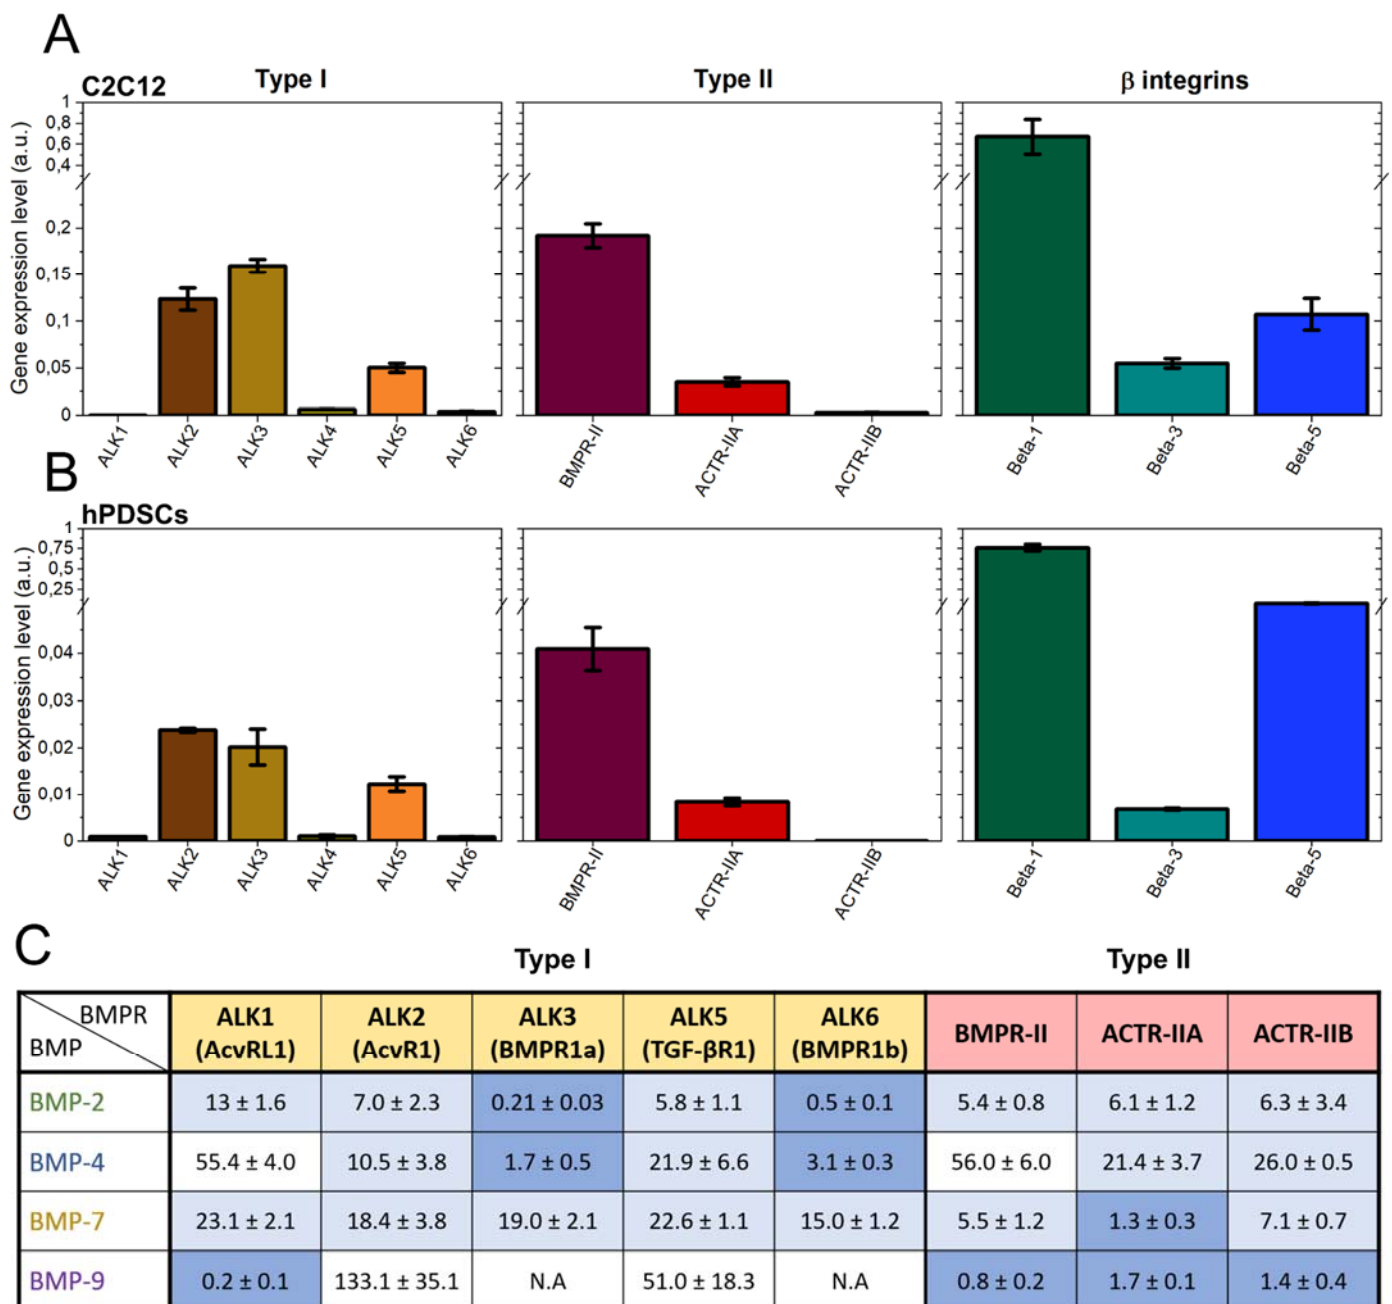 A
C2C12
Type I
Type II
β integrins
Gene expression level (a.u.)
1
0,8
0,6
0,4
0,2
0,15
0,1
0,05
0
ALK1
ALK2
ALK3
ALK4
ALK5
ALK6
BMPR-II
ACTR-IIA
ACTR-IIB
Beta-1
Beta-3
Beta-5
B
hPDSCs
Gene expression level (a.u.)
1
0,75
0,5
0,25
0,04
0,03
0,02
0,01
0
ALK1
ALK2
ALK3
ALK4
ALK5
ALK6
BMPR-II
ACTR-IIA
ACTR-IIB
Beta-1
Beta-3
Beta-5
C
Type I
Type II
BMPR
BMP
ALK1
(AcvRL1)
ALK2
(AcvR1)
ALK3
(BMPR1a)
ALK5
(TGF-βR1)
ALK6
(BMPR1b)
BMPR-II
ACTR-IIA
ACTR-IIB
BMP-2 13 ± 1.6 7.0 ± 2.3 0.21 ± 0.03 5.8 ± 1.1 0.5 ± 0.1 5.4 ± 0.8 6.1 ± 1.2 6.3 ± 3.4
BMP-4 55.4 ± 4.0 10.5 ± 3.8 1.7 ± 0.5 21.9 ± 6.6 3.1 ± 0.3 56.0 ± 6.0 21.4 ± 3.7 26.0 ± 0.5
BMP-7 23.1 ± 2.1 18.4 ± 3.8 19.0 ± 2.1 22.6 ± 1.1 15.0 ± 1.2 5.5 ± 1.2 1.3 ± 0.3 7.1 ± 0.7
BMP-9 0.2 ± 0.1 133.1 ± 35.1 N.A 51.0 ± 18.3 N.A 0.8 ± 0.2 1.7 ± 0.1 1.4 ± 0.4